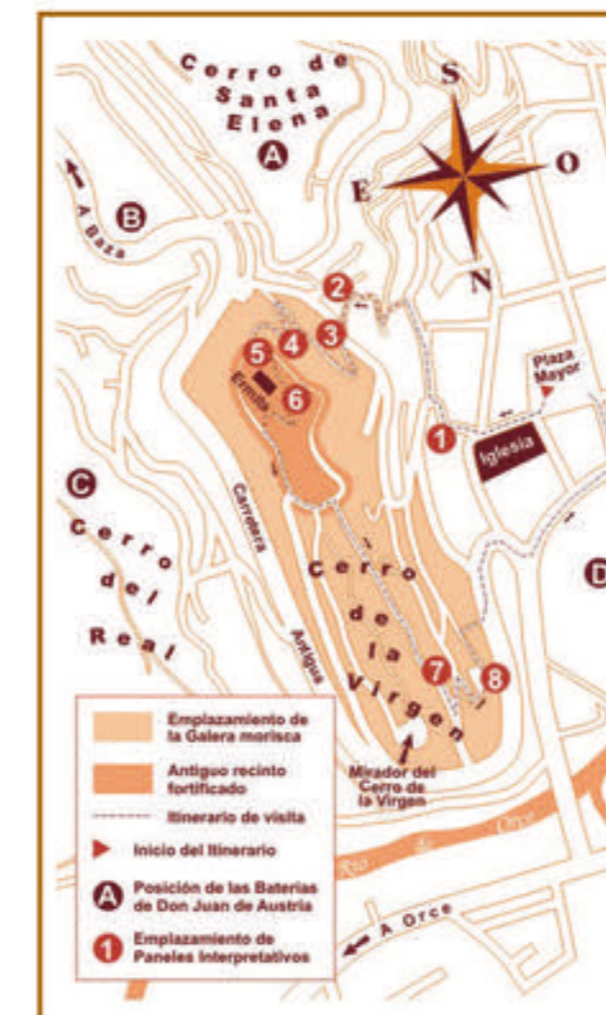 Cerro de
Santa
Elena
A
S
E
O
N
B
A Baza
2
3
4
5
6
Ermita
Plaza
Mayor
1
Iglesia
C
Cerro
del
Real
Carretera
Antigua
D
Cerro
de
la
Virgen
7
8
Mirador del
Cerro de
la Virgen
Emplazamiento de
la Galera morisca
Antiguo recinto
fortificado
Itinerario de visita
Inicio del Itinerario
A
Posición de las Baterías
de Don Juan de Austria
1
Emplazamiento de
Paneles Interpretativos
Río de Orce
A Orce